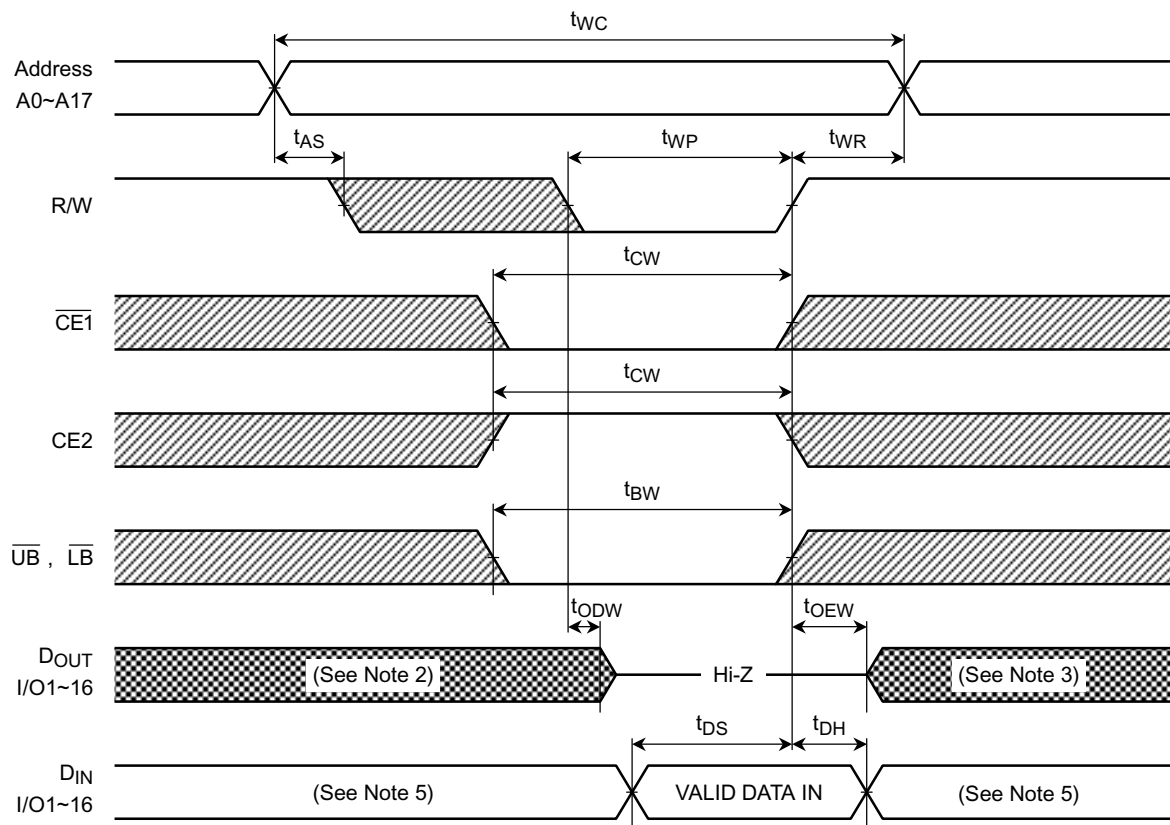 tWC
Address
A0~A17
tAS
tWP
tWR
R/W
tCW
CE1
tCW
CE2
tBW
UB , LB
tODW
tOEW
DOUT
I/O1~16
(See Note 2)
Hi-Z
(See Note 3)
tDS
tDH
DIN
I/O1~16
(See Note 5)
VALID DATA IN
(See Note 5)